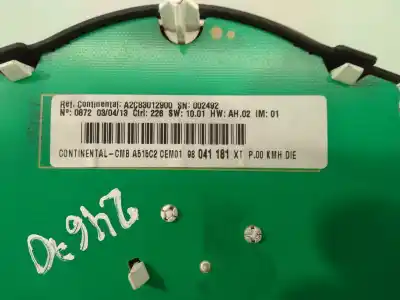 Ref. Continental: A2C83012900 SN: 002492
Nº: 0872 03/04/13 Ctrl: 226 SW: 10.01 HW: AH.02 IM: 01
CONTINENTAL-CMB A515C2 CEM01 98 041 181 XT P.00 KMH DIE